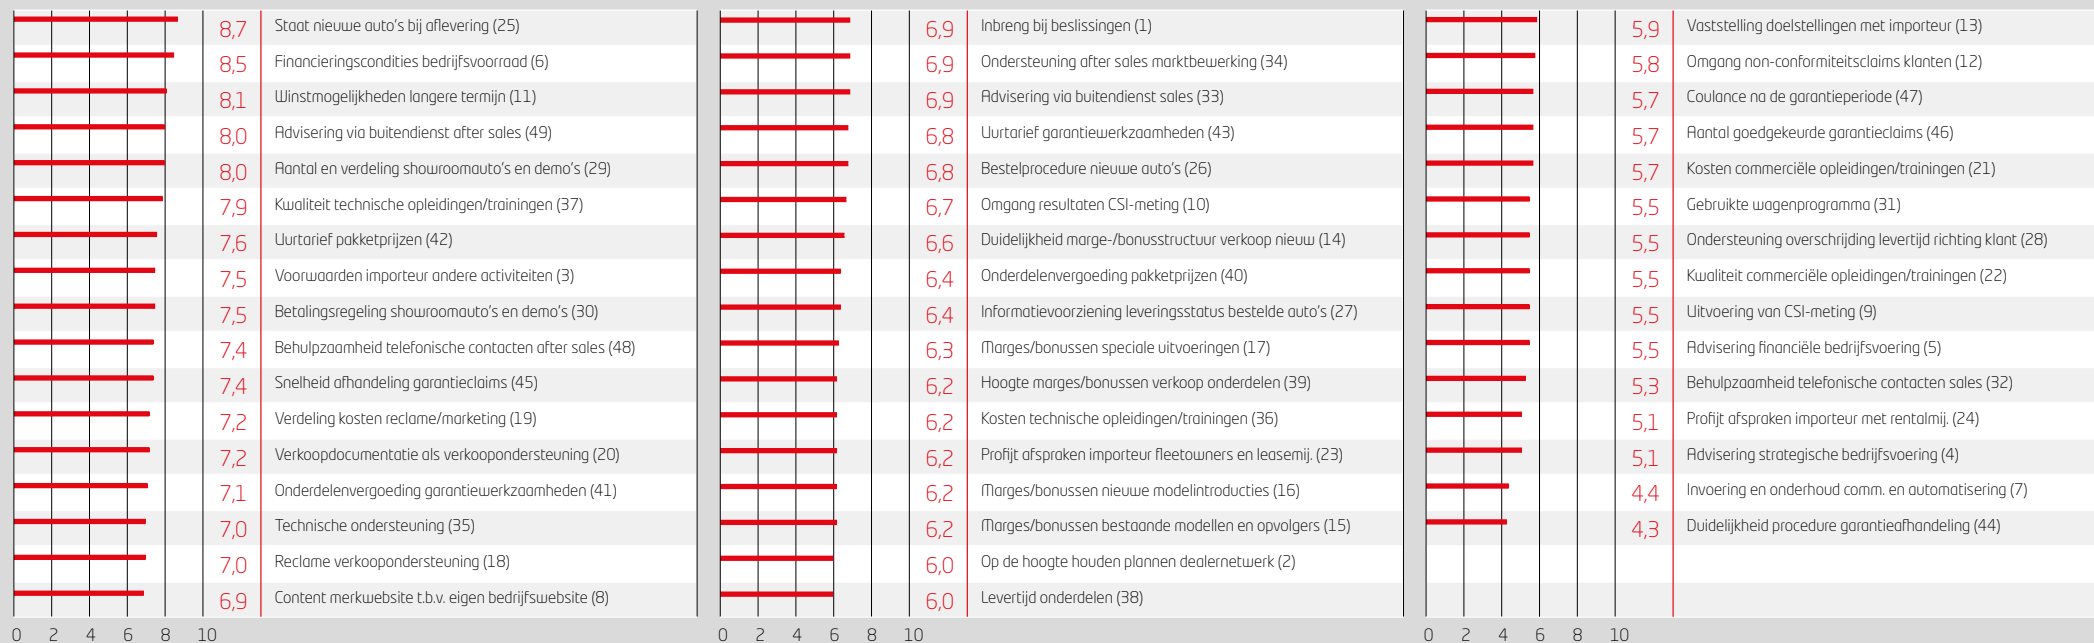 8,7 Staat nieuwe auto's bij aflevering (25)
8,5 Financieringscondities bedrijfsvoorraad (6)
8,1 Winstmogelijkheden langere termijn (11)
8,0 Advisering via buitendienst after sales (49)
8,0 Aantal en verdeling showroomauto's en demo's (29)
7,9 Kwaliteit technische opleidingen/trainingen (37)
7,6 Uurtarief pakketprijzen (42)
7,5 Voorwaarden importeur andere activiteiten (3)
7,5 Betalingsregeling showroomauto's en demo's (30)
7,4 Behulpzaamheid telefonische contacten after sales (48)
7,4 Snelheid afhandeling garantieclaims (45)
7,2 Verdeling kosten reclame/marketing (19)
7,2 Verkoopdocumentatie als verkoopondersteuning (20)
7,1 Onderdelenvergoeding garantiewerkzaamheden (41)
7,0 Technische ondersteuning (35)
7,0 Reclame verkoopondersteuning (18)
6,9 Content merkwebsite t.b.v. eigen bedrijfswebsite (8)
0 2 4 6 8 10
6,9 Inbreng bij beslissingen (1)
6,9 Ondersteuning after sales marktbewerking (34)
6,9 Advisering via buitendienst sales (33)
6,8 Uurtarief garantiewerkzaamheden (43)
6,8 Bestelprocedure nieuwe auto's (26)
6,7 Omgang resultaten CSI-meting (10)
6,6 Duidelijkheid marge-/bonusstructuur verkoop nieuw (14)
6,4 Onderdelenvergoeding pakketprijzen (40)
6,4 Informatievoorziening leveringsstatus bestelde auto's (27)
6,3 Marges/bonussen speciale uitvoeringen (17)
6,2 Hoogte marges/bonussen verkoop onderdelen (39)
6,2 Kosten technische opleidingen/trainingen (36)
6,2 Profijt afspraken importeur fleetowners en leasemij. (23)
6,2 Marges/bonussen nieuwe modelintroducties (16)
6,2 Marges/bonussen bestaande modellen en opvolgers (15)
6,0 Op de hoogte houden plannen dealernetwerk (2)
6,0 Levertijd onderdelen (38)
0 2 4 6 8 10
5,9 Vaststelling doelstellingen met importeur (13)
5,8 Omgang non-conformiteitsclaims klanten (12)
5,7 Coulance na de garantieperiode (47)
5,7 Aantal goedgekeurde garantieclaims (46)
5,7 Kosten commerciële opleidingen/trainingen (21)
5,5 Gebruikte wagenprogramma (31)
5,5 Ondersteuning overschrijding levertijd richting klant (28)
5,5 Kwaliteit commerciële opleidingen/trainingen (22)
5,5 Uitvoering van CSI-meting (9)
5,5 Advisering financiële bedrijfsvoering (5)
5,3 Behulpzaamheid telefonische contacten sales (32)
5,1 Profijt afspraken importeur met rentalmij. (24)
5,1 Advisering strategische bedrijfsvoering (4)
4,4 Invoering en onderhoud comm. en automatisering (7)
4,3 Duidelijkheid procedure garantieafhandeling (44)
0 2 4 6 8 10